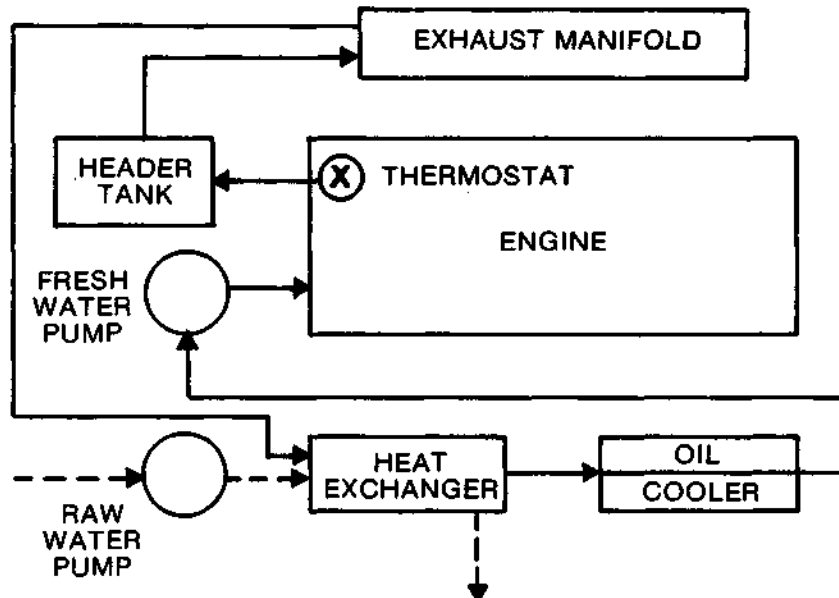 EXHAUST MANIFOLD
HEADER
TANK
X
THERMOSTAT
ENGINE
FRESH
WATER
PUMP
RAW
WATER
PUMP
HEAT
EXCHANGER
OIL
COOLER